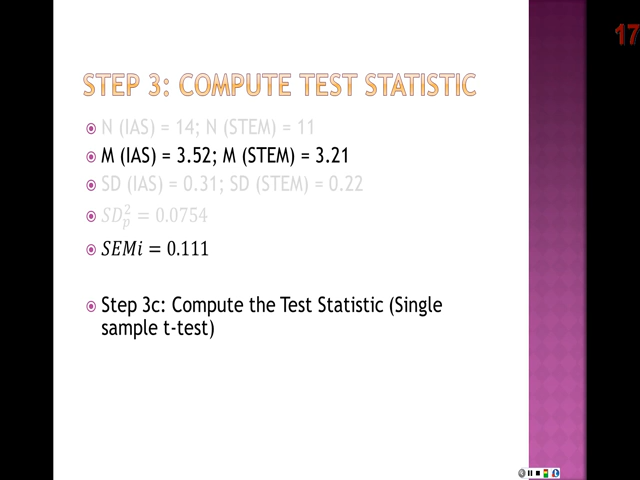 17
STEP 3: COMPUTE TEST STATISTIC
N (IAS) = 14; N (STEM) = 11
M (IAS) = 3.52; M (STEM) = 3.21
SD (IAS) = 0.31; SD (STEM) = 0.22
SD²ₚ = 0.0754
SEMi = 0.111
Step 3c: Compute the Test Statistic (Single
sample t-test)